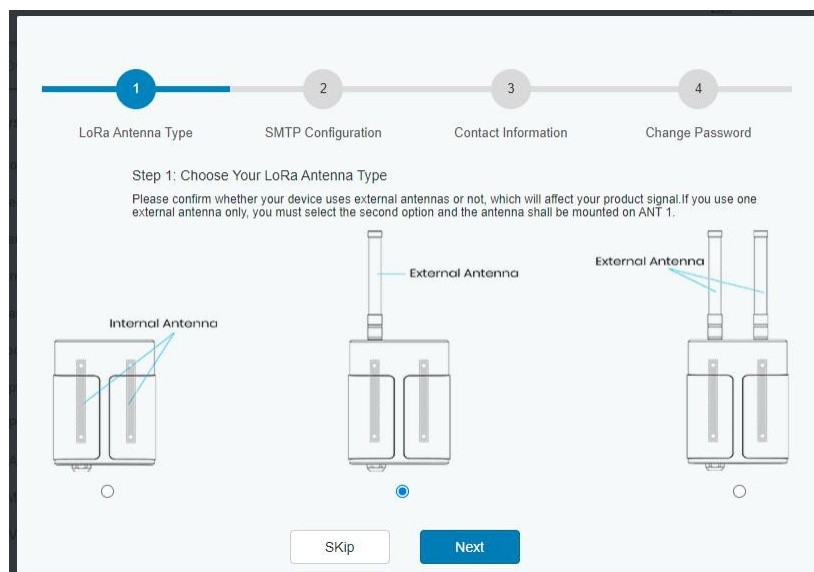 1
2
3
4
LoRa Antenna Type
SMTP Configuration
Contact Information
Change Password
Step 1: Choose Your LoRa Antenna Type
Please confirm whether your device uses external antennas or not, which will affect your product signal.If you use one
external antenna only, you must select the second option and the antenna shall be mounted on ANT 1.
Internal Antenna
External Antenna
External Antenna
SKip
Next